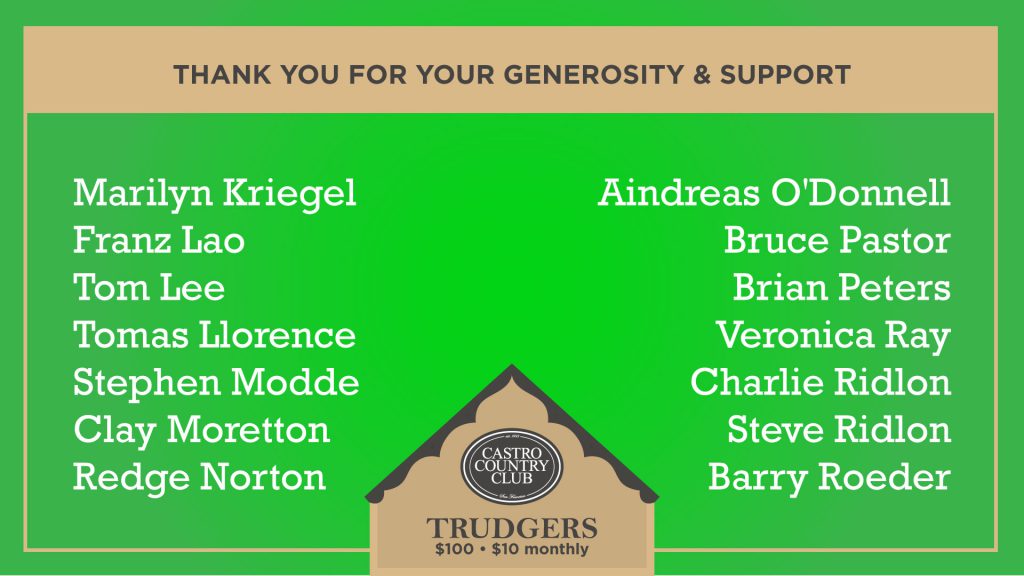 THANK YOU FOR YOUR GENEROSITY & SUPPORT
Marilyn Kriegel
Franz Lao
Tom Lee
Tomas Llorence
Stephen Modde
Clay Moretton
Redge Norton
Aindreas O'Donnell
Bruce Pastor
Brian Peters
Veronica Ray
Charlie Ridlon
Steve Ridlon
Barry Roeder
CASTRO
COUNTRY
CLUB
San Francisco
TRUDGERS
$100 • $10 monthly